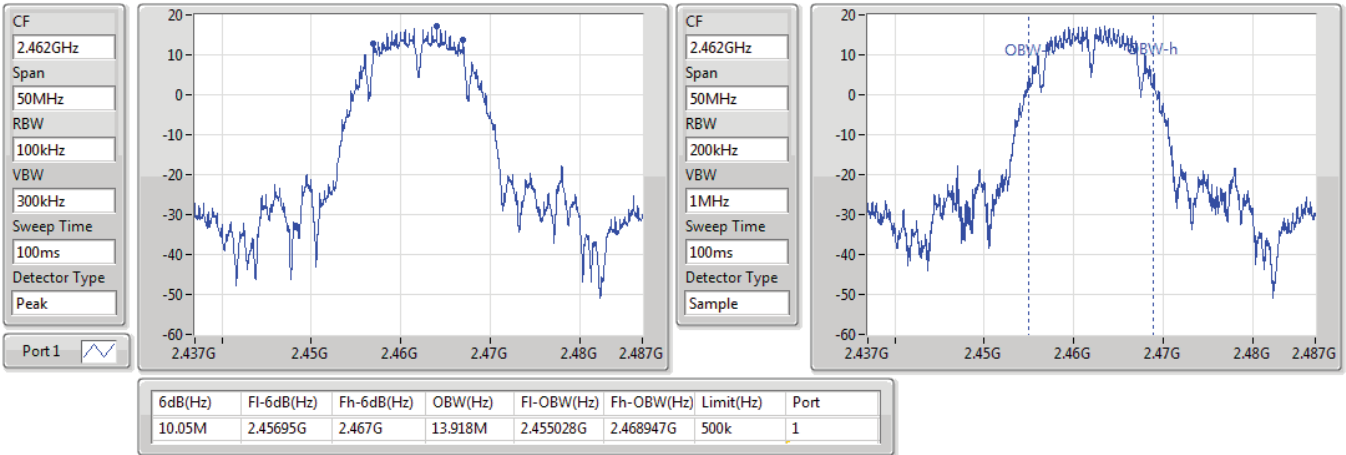 CF
2.462GHz
Span
50MHz
RBW
100kHz
VBW
300kHz
Sweep Time
100ms
Detector Type
Peak
Port 1
20
10
0
-10
-20
-30
-40
-50
-60
2.437G 2.45G 2.46G 2.47G 2.48G 2.487G
CF
2.462GHz
Span
50MHz
RBW
200kHz
VBW
1MHz
Sweep Time
100ms
Detector Type
Sample
20
10
0
-10
-20
-30
-40
-50
-60
OBW-h
2.437G 2.45G 2.46G 2.47G 2.48G 2.487G
6dB(Hz) Fl-6dB(Hz) Fh-6dB(Hz) OBW(Hz) Fl-OBW(Hz) Fh-OBW(Hz) Limit(Hz) Port
10.05M 2.45695G 2.467G 13.918M 2.455028G 2.468947G 500k 1